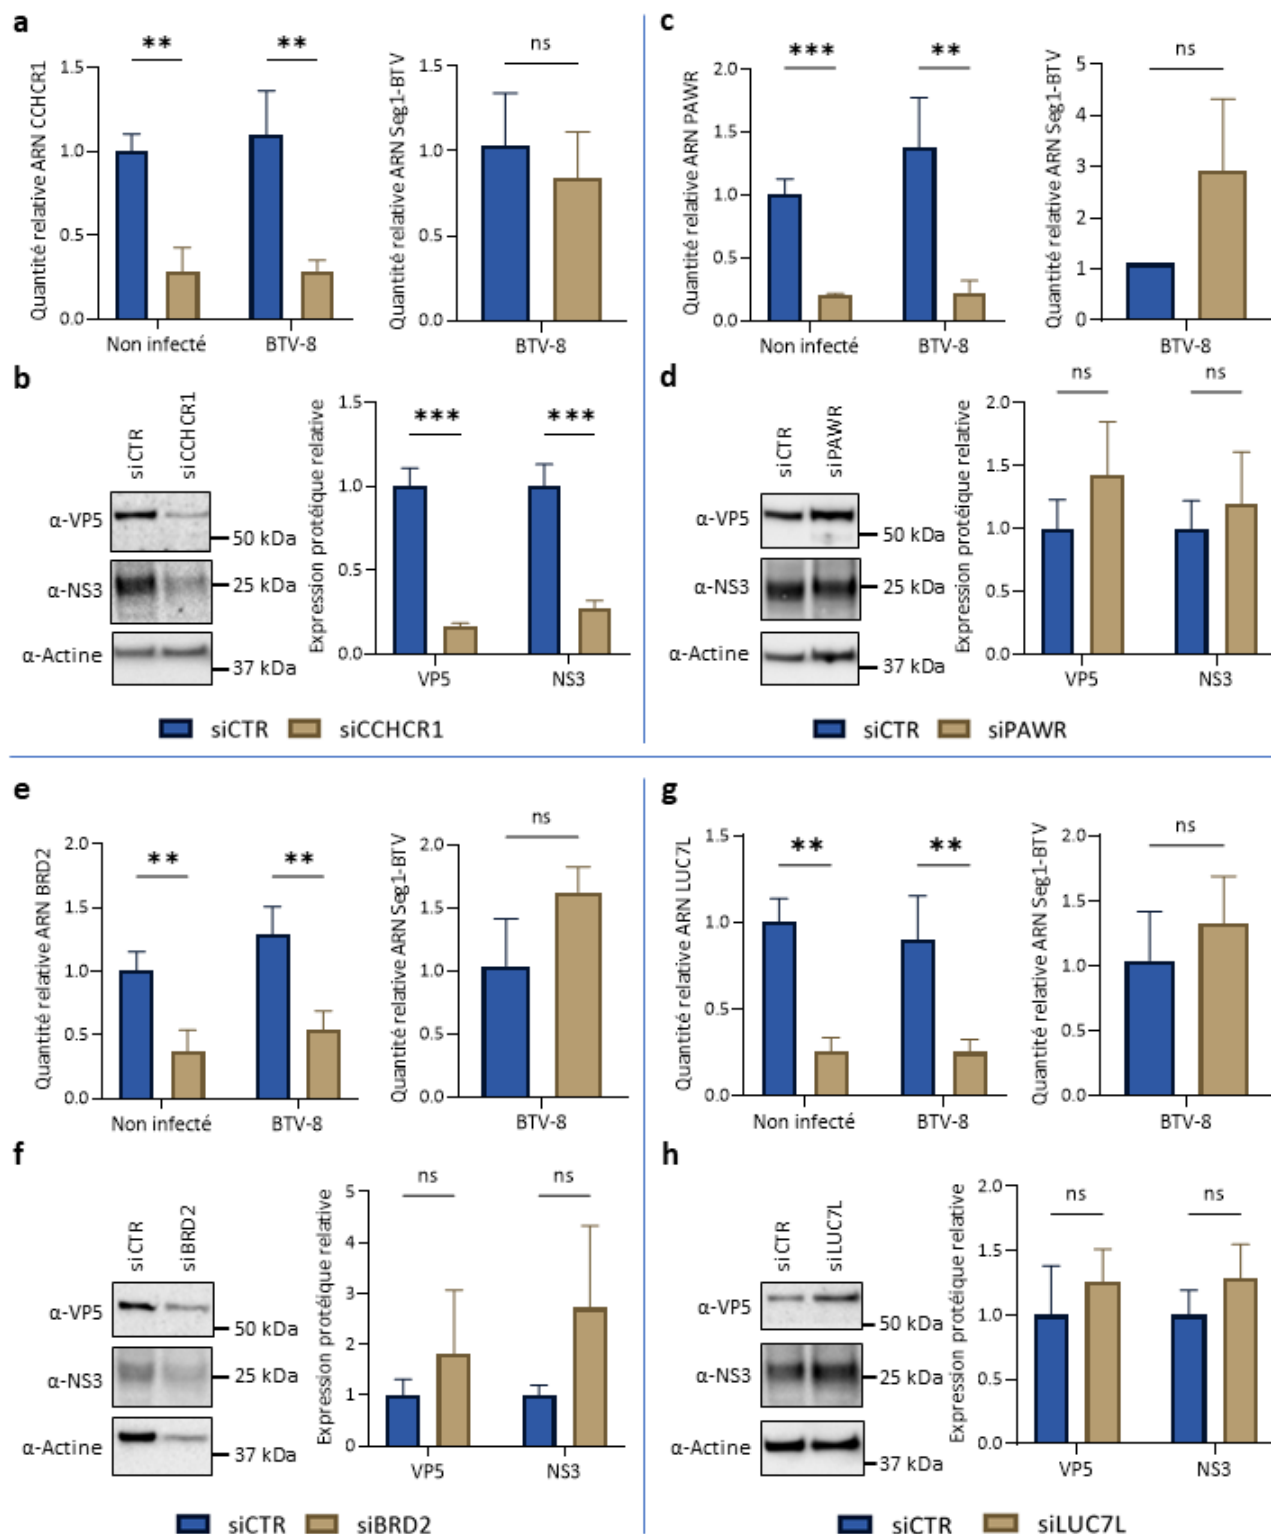 a
Quantité relative ARN CCHCR1
1.5
1.0
0.5
0.0
** **
Non infecté BTV-8
Quantité relative ARN Seg1-BTV
1.5
1.0
0.5
0.0
ns
BTV-8
b
siCTR siCCHCR1
α-VP5
50 kDa
α-NS3
25 kDa
α-Actine
37 kDa
Expression protéique relative
1.5
1.0
0.5
0.0
*** ***
VP5 NS3
siCTR siCCHCR1
c
Quantité relative ARN PAWR
2.0
1.5
1.0
0.5
0.0
*** **
Non infecté BTV-8
Quantité relative ARN Seg1-BTV
5
4
3
2
1
0
ns
BTV-8
d
siCTR siPAWR
α-VP5
50 kDa
α-NS3
25 kDa
α-Actine
37 kDa
Expression protéique relative
2.0
1.5
1.0
0.5
0.0
ns ns
VP5 NS3
siCTR siPAWR
e
Quantité relative ARN BRD2
2.0
1.5
1.0
0.5
0.0
** **
Non infecté BTV-8
Quantité relative ARN Seg1-BTV
2.0
1.5
1.0
0.5
0.0
ns
BTV-8
f
siCTR siBRD2
α-VP5
50 kDa
α-NS3
25 kDa
α-Actine
37 kDa
Expression protéique relative
5
4
3
2
1
0
ns ns
VP5 NS3
siCTR siBRD2
g
Quantité relative ARN LUC7L
1.5
1.0
0.5
0.0
** **
Non infecté BTV-8
Quantité relative ARN Seg1-BTV
2.0
1.5
1.0
0.5
0.0
ns
BTV-8
h
siCTR siLUC7L
α-VP5
50 kDa
α-NS3
25 kDa
α-Actine
37 kDa
Expression protéique relative
2.0
1.5
1.0
0.5
0.0
ns ns
VP5 NS3
siCTR siLUC7L